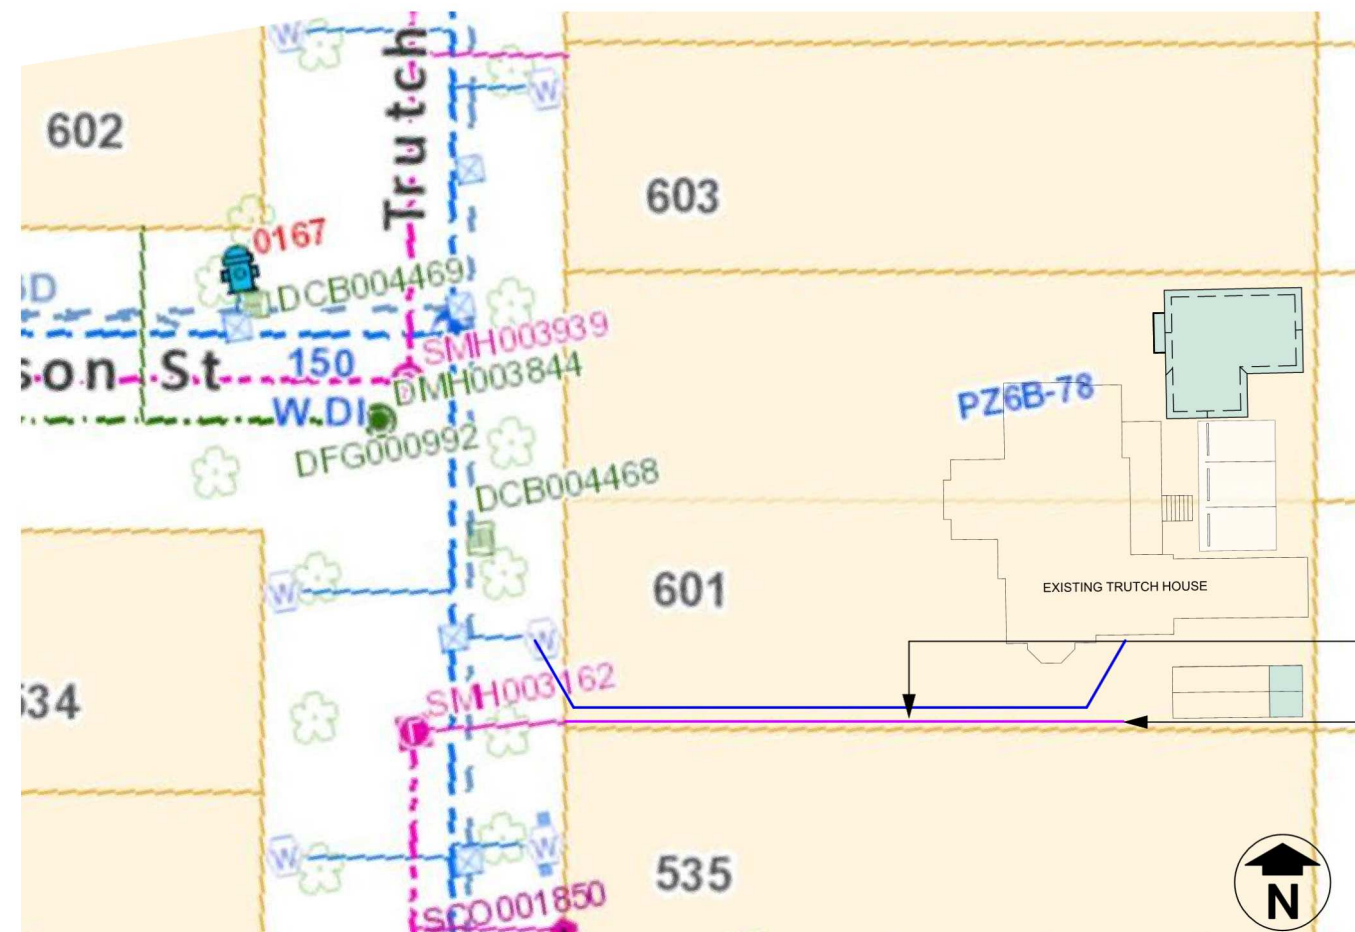 W
Trutch
W
602
603
0167
DCB004469
SMH003939
son St
150
DMH003844
W.DI
PZ6B-78
DFG000992
DCB004468
W
601
EXISTING TRUTCH HOUSE
W
SMH003162
534
W
W
535
SCO001850
N